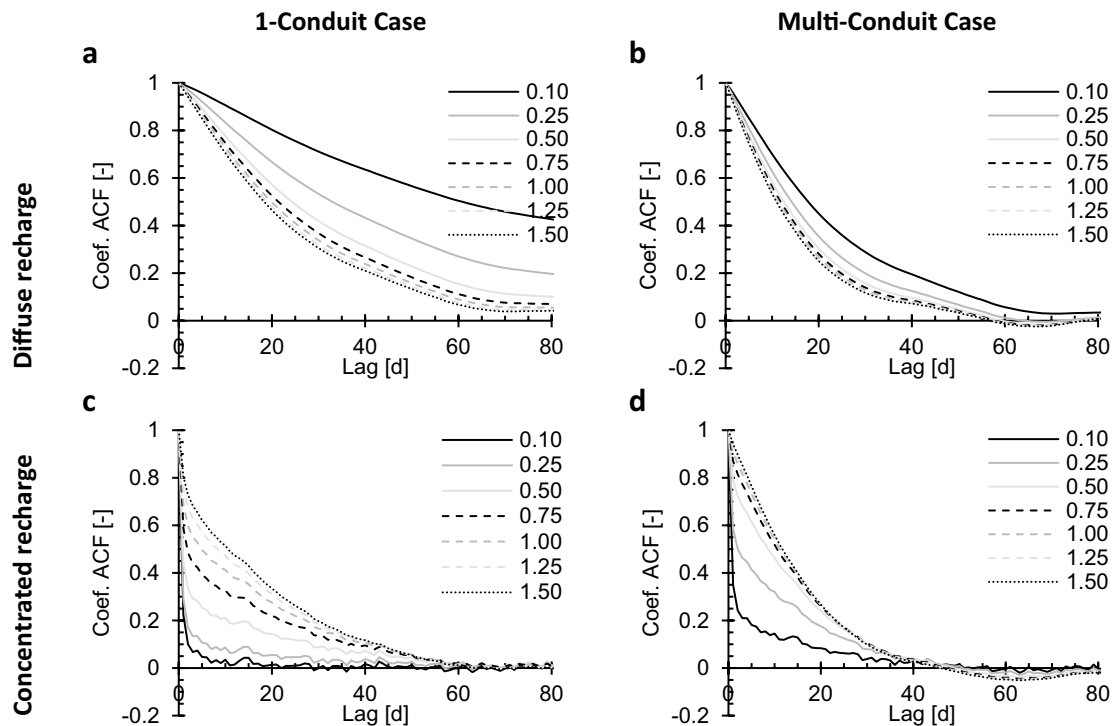 1-Conduit Case
Multi-Conduit Case
Diffuse recharge
a
Coef. ACF [-]
1
0.8
0.6
0.4
0.2
0
-0.2
0 20 40 60 80
Lag [d]
0.10
0.25
0.50
0.75
1.00
1.25
1.50
b
Coef. ACF [-]
1
0.8
0.6
0.4
0.2
0
-0.2
0 20 40 60 80
Lag [d]
0.10
0.25
0.50
0.75
1.00
1.25
1.50
Concentrated recharge
c
Coef. ACF [-]
1
0.8
0.6
0.4
0.2
0
-0.2
0 20 40 60 80
Lag [d]
0.10
0.25
0.50
0.75
1.00
1.25
1.50
d
Coef. ACF [-]
1
0.8
0.6
0.4
0.2
0
-0.2
0 20 40 60 80
Lag [d]
0.10
0.25
0.50
0.75
1.00
1.25
1.50